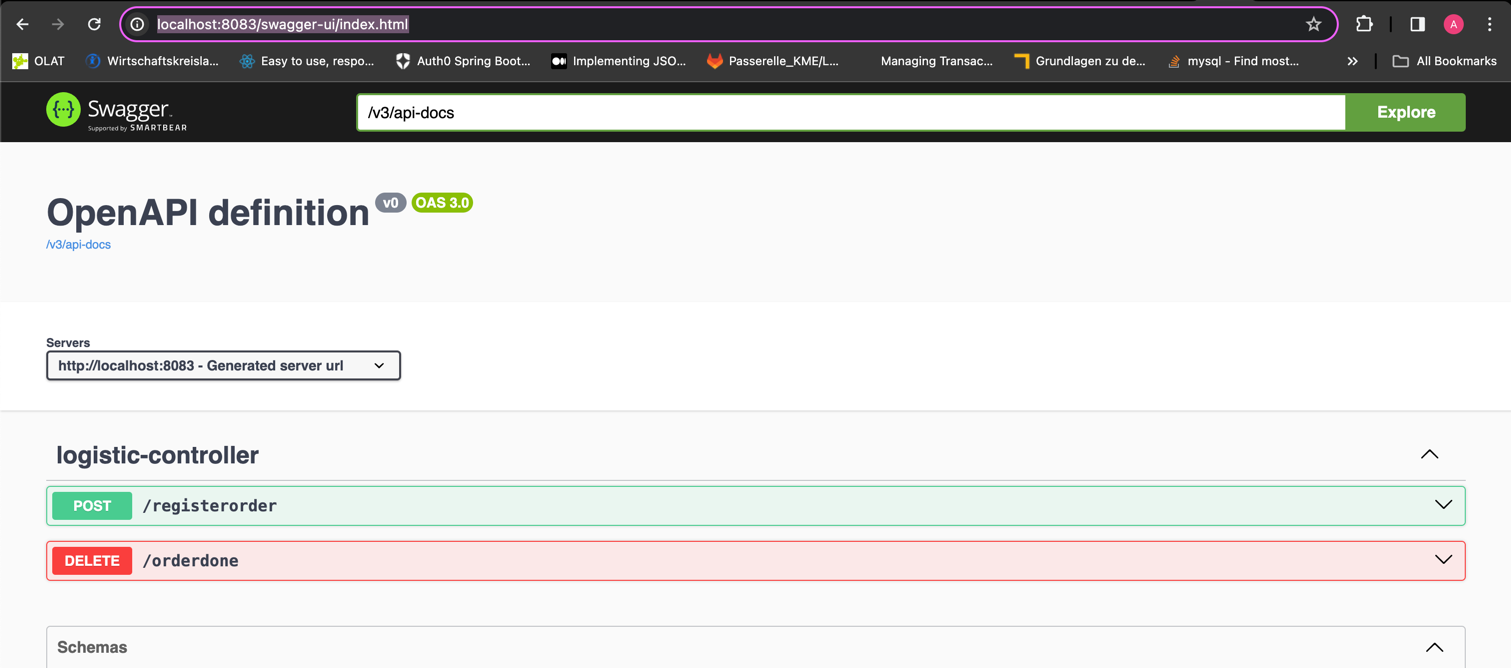 localhost:8083/swagger-ui/index.html
A
OLAT
Wirtschaftskreisla...
Easy to use, respo...
Auth0 Spring Boot...
Implementing JSO...
Passerelle_KME/L...
Managing Transac...
Grundlagen zu de...
mysql - Find most...
All Bookmarks
{···} Swagger.
Supported by SMARTBEAR
/v3/api-docs
Explore
OpenAPI definition v0 OAS 3.0
/v3/api-docs
Servers
http://localhost:8083 - Generated server url
logistic-controller
POST /registerorder
DELETE /orderdone
Schemas